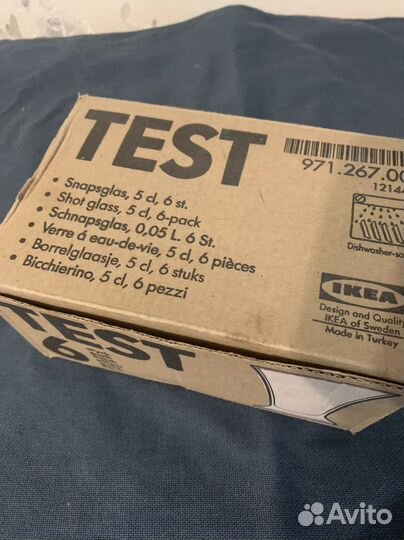 TEST
• Snapsglas, 5 cl, 6 st.
• Shot glass, 5 cl, 6-pack
• Schnapsglas, 0,05 L. 6 St.
• Verre á eau-de-vie, 5 cl, 6 pièces
• Borrelglaasje, 5 cl, 6 stuks
• Bicchierino, 5 cl, 6 pezzi
971.267.00
1214
Dishwasher-sa
IKEA
Design and Quality
IKEA of Sweden
Made in Turkey
TEST
6
Avito